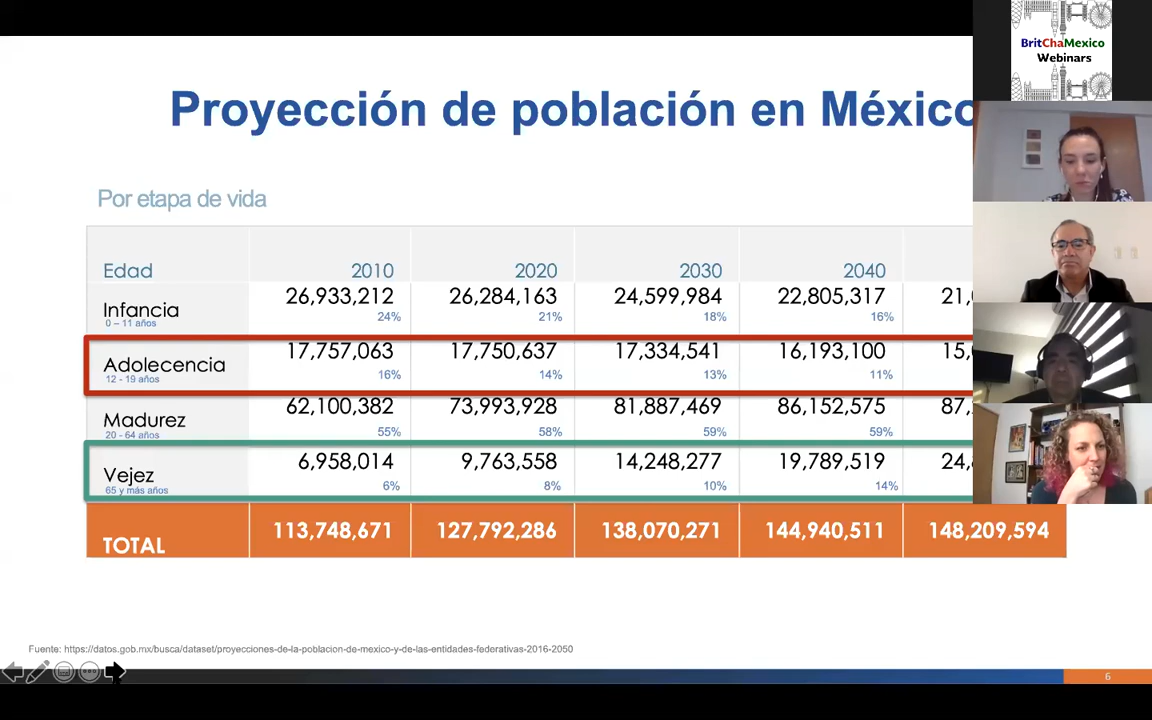 BritChaMexico
Webinars
Proyección de población en México
Por etapa de vida
Edad 2010 2020 2030 2040
Infancia 26,933,212 26,284,163 24,599,984 22,805,317
0 – 11 años 24% 21% 18% 16%
Adolecencia 17,757,063 17,750,637 17,334,541 16,193,100
12 - 19 años 16% 14% 13% 11%
Madurez 62,100,382 73,993,928 81,887,469 86,152,575
20 - 64 años 55% 58% 59% 59%
Vejez 6,958,014 9,763,558 14,248,277 19,789,519
65 y más años 6% 8% 10% 14%
TOTAL 113,748,671 127,792,286 138,070,271 144,940,511 148,209,594
Fuente: https://datos.gob.mx/busca/dataset/proyecciones-de-la-poblacion-de-mexico-y-de-las-entidades-federativas-2016-2050
6